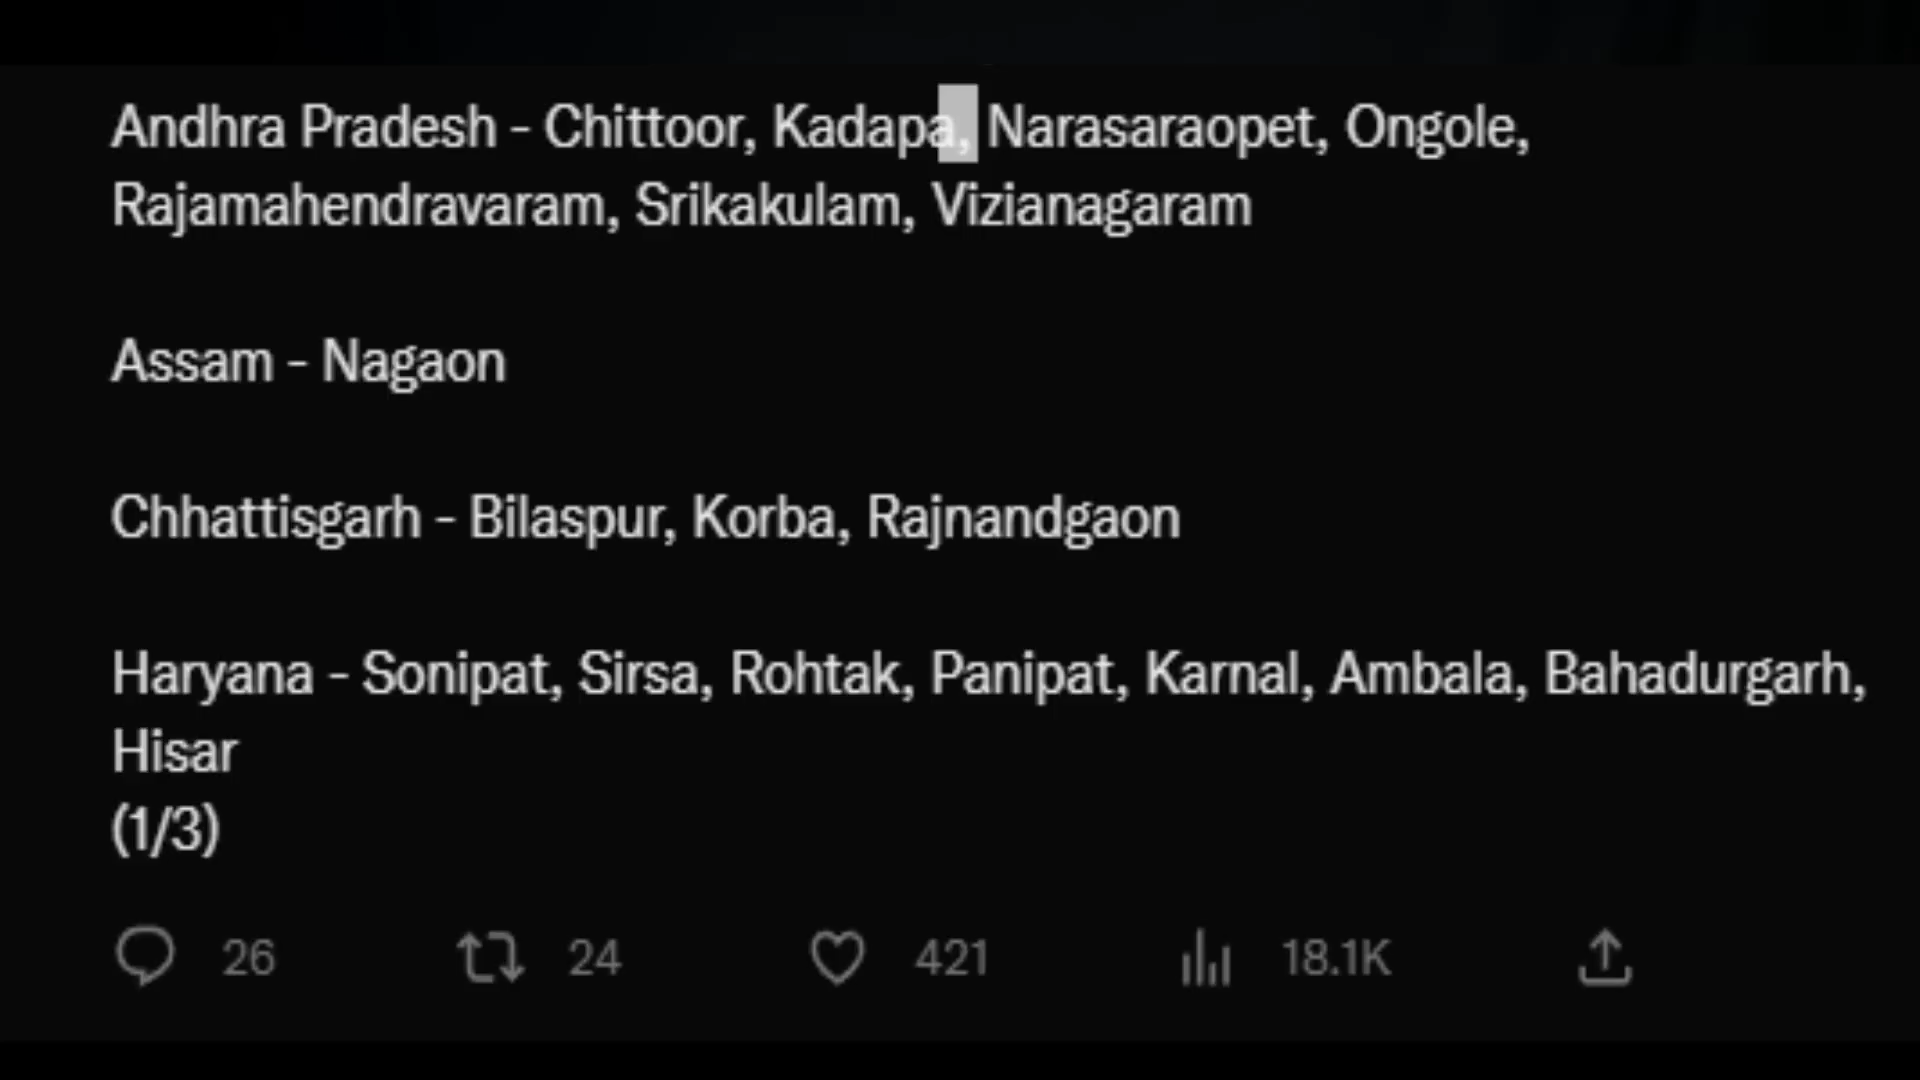 Andhra Pradesh - Chittoor, Kadapa, Narasaraopet, Ongole,
Rajamahendravaram, Srikakulam, Vizianagaram
Assam - Nagaon
Chhattisgarh - Bilaspur, Korba, Rajnandgaon
Haryana - Sonipat, Sirsa, Rohtak, Panipat, Karnal, Ambala, Bahadurgarh,
Hisar
(1/3)
26 24 421 18.1K